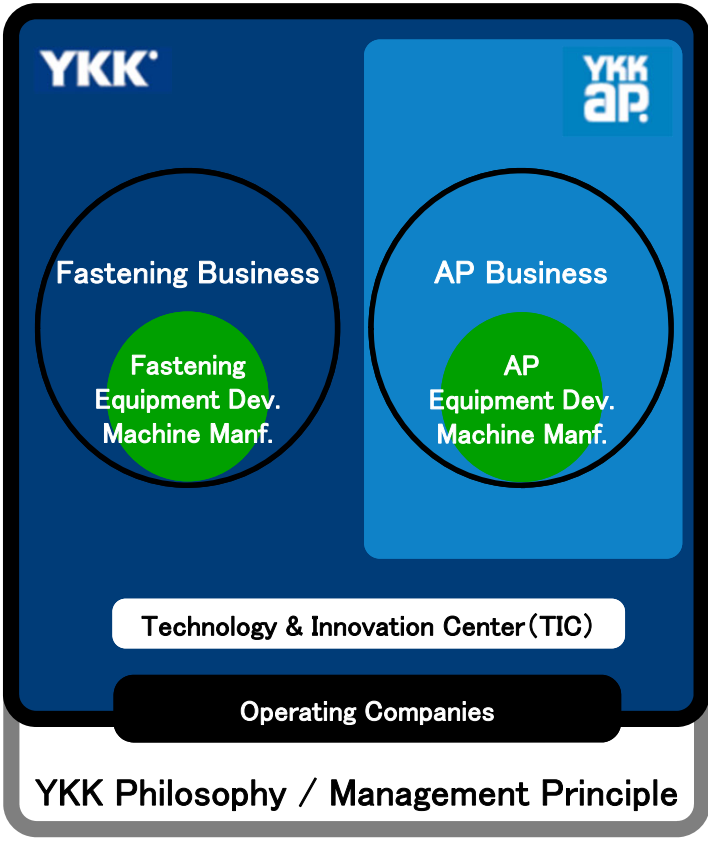 YKK
YKK
ap.
Fastening Business
AP Business
Fastening
Equipment Dev.
Machine Manf.
AP
Equipment Dev.
Machine Manf.
Technology & Innovation Center(TIC)
Operating Companies
YKK Philosophy / Management Principle